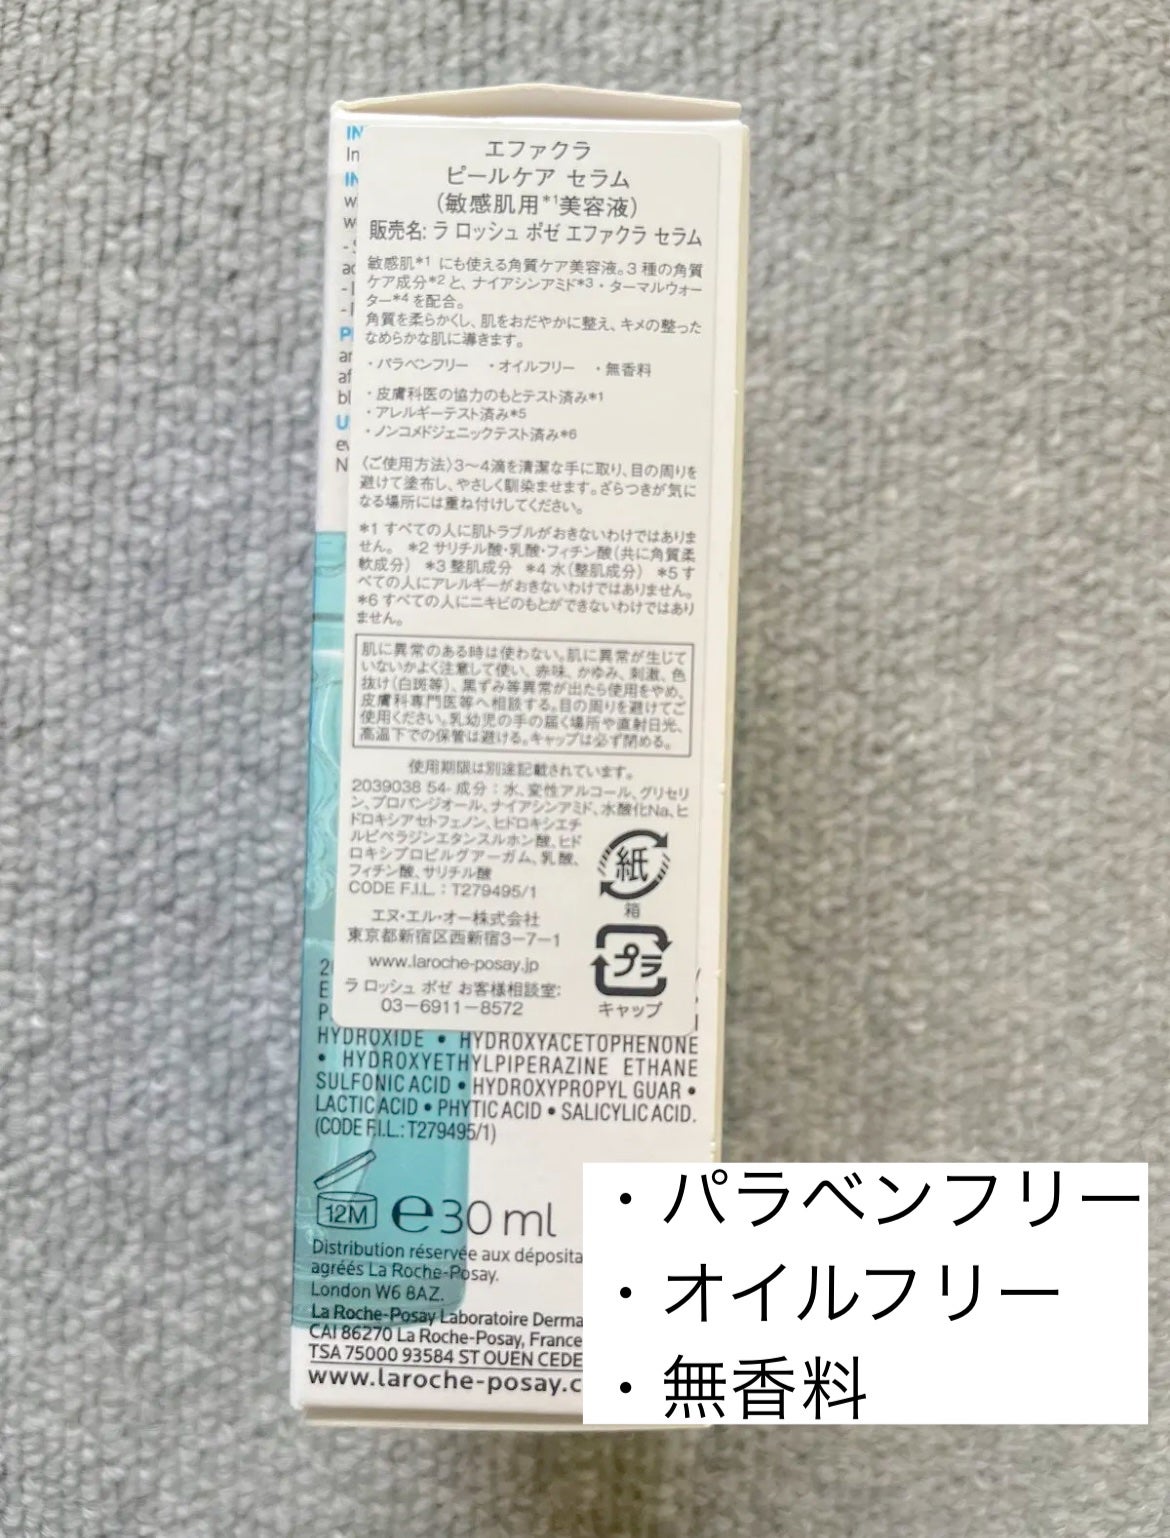 エファクラ
ピールケア セラム
(敏感肌用*1美容液)
販売名: ラ ロッシュ ポゼ エファクラ セラム
敏感肌*1 にも使える角質ケア美容液。3 種の角質
ケア成分*2 と、ナイアシンアミド*3・ターマルウォー
ター*4 を配合。
角質を柔らかくし、肌をおだやかに整え、キメの整った
なめらかな肌に導きます。
・パラベンフリー ・オイルフリー ・無香料
・皮膚科医の協力のもとテスト済み*1
・アレルギーテスト済み*5
・ノンコメドジェニックテスト済み*6
〈ご使用方法〉3〜4滴を清潔な手に取り、目の周りを
避けて塗布し、やさしく馴染ませます。ざらつきが気に
なる場所には重ね付けしてください。
*1 すべての人に肌トラブルがおきないわけではありま
せん。 *2 サリチル酸・乳酸・フィチン酸(共に角質柔
軟成分) *3 整肌成分 *4 水(整肌成分) *5 す
べての人にアレルギーがおきないわけではありません。
*6 すべての人にニキビのもとができないわけではあり
ません。
肌に異常のある時は使わない。肌に異常が生じて
いないかよく注意して使い、赤味、かゆみ、刺激、色
抜け(白斑等)、黒ずみ等異常が出たら使用をやめ、
皮膚科専門医等へ相談する。目の周りを避けてご
使用ください。乳幼児の手の届く場所や直射日光、
高温下での保管は避ける。キャップは必ず閉める。
使用期限は別途記載されています。
2039038 54- 成分 : 水、変性アルコール、グリセリ
ン、プロパンジオール、ナイアシンアミド、水酸化Na、ヒ
ドロキシアセトフェノン、ヒドロキシエチ
ルピペラジンエタンスルホン酸、ヒド
ロキシプロピルグアーガム、乳酸、
フィチン酸、サリチル酸
CODE F.I.L. : T279495/1
紙
箱
エヌ・エル・オー株式会社
東京都新宿区西新宿3−7−1
www.laroche-posay.jp
ラ ロッシュ ポゼ お客様相談室:
03−6911−8572
プラ
キャップ
HYDROXIDE • HYDROXYACETOPHENONE
• HYDROXYETHYLPIPERAZINE ETHANE
SULFONIC ACID • HYDROXYPROPYL GUAR •
LACTIC ACID • PHYTIC ACID • SALICYLIC ACID.
(CODE F.I.L.: T279495/1)
12M ℮30 ml
Distribution réservée aux déposita
agréés La Roche-Posay.
London W6 8AZ.
La Roche-Posay Laboratoire Derma
CAI 86270 La Roche-Posay, France
TSA 75000 93584 ST OUEN CEDE
www.laroche-posay.c
・パラベンフリー
・オイルフリー
・無香料